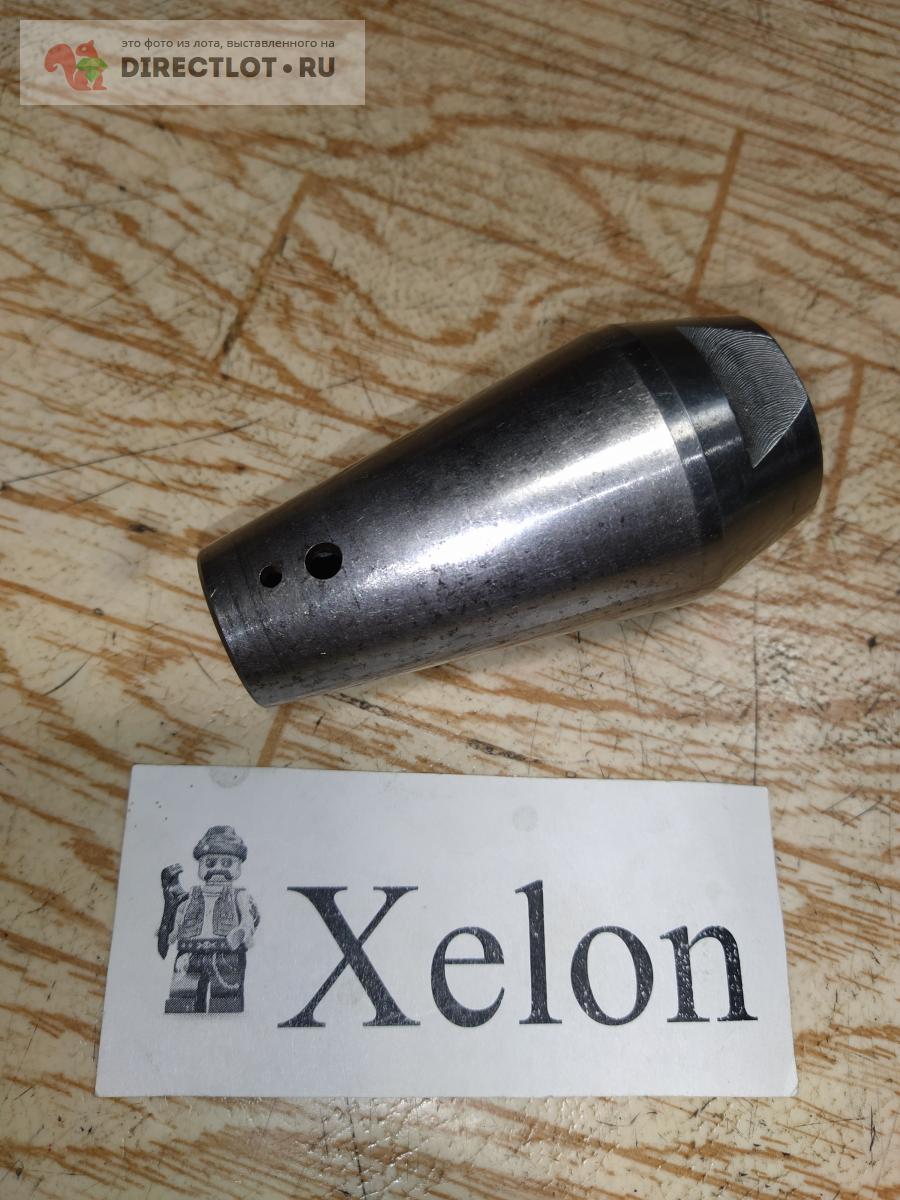 это фото из лота, выставленного на
DIRECTLOT•RU
Xelon